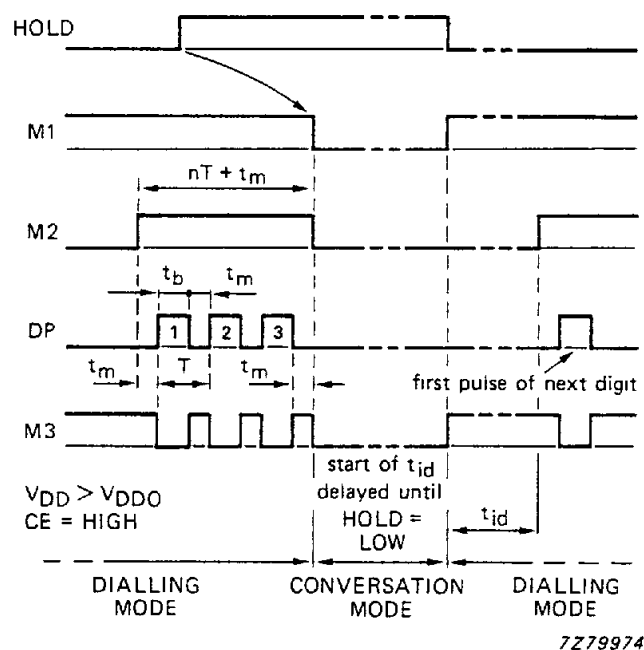 HOLD
M1
nT + tm
M2
tb tm
DP 1 2 3
tm T tm
first pulse of next digit
M3
start of tid
delayed until
HOLD =
LOW
VDD > VDDO
CE = HIGH
tid
DIALLING
MODE
CONVERSATION
MODE
DIALLING
MODE
7Z79974